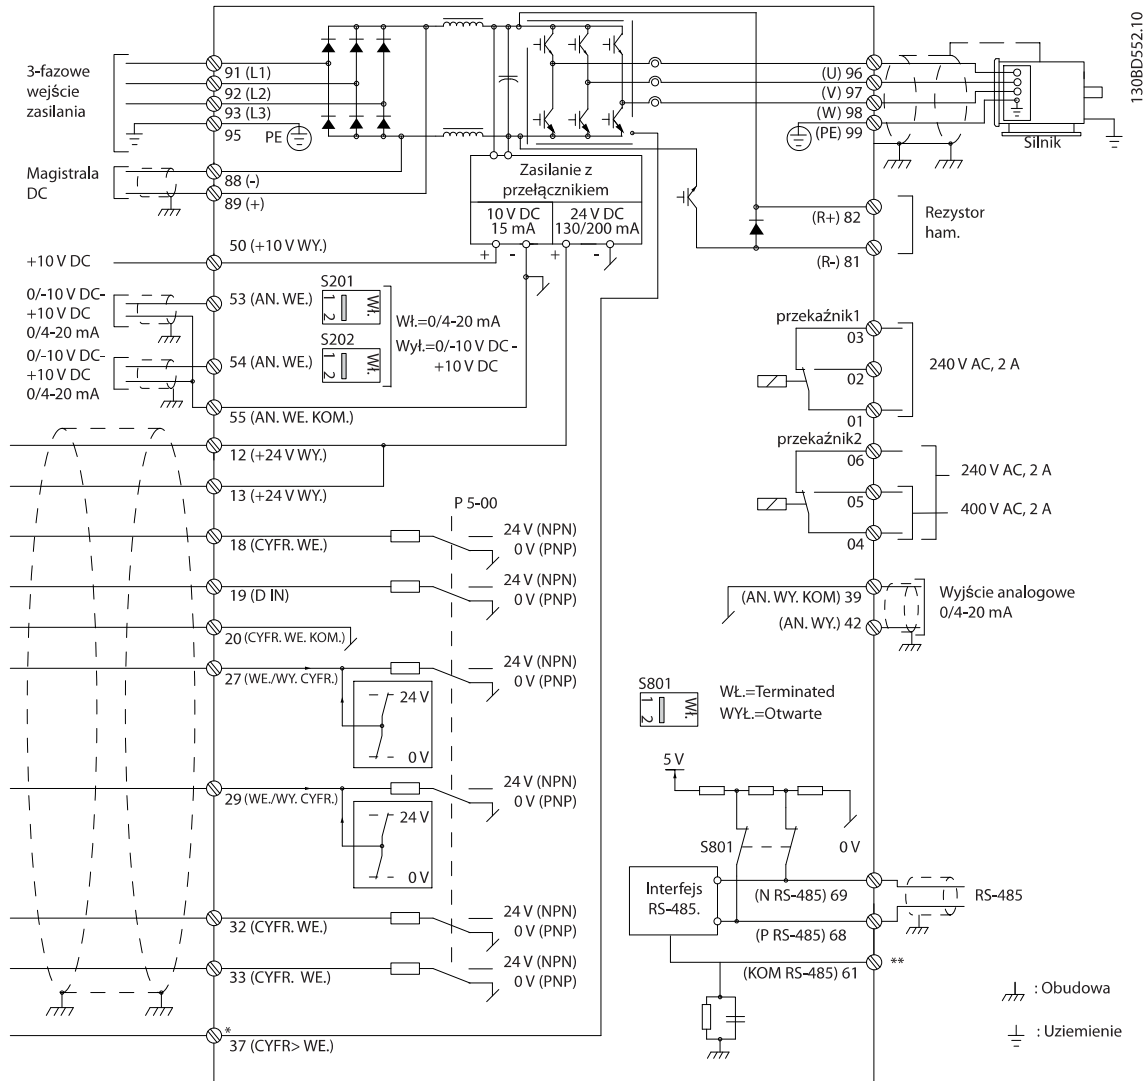 130BD552.10
3-fazowe
wejście
zasilania
91 (L1)
92 (L2)
93 (L3)
95
PE
Magistrala
DC
88 (-)
89 (+)
50 (+10 V WY.)
+10 V DC
0/-10 V DC-
+10 V DC
0/4-20 mA
53 (AN. WE.)
0/-10 V DC-
+10 V DC
0/4-20 mA
54 (AN. WE.)
55 (AN. WE. KOM.)
12 (+24 V WY.)
13 (+24 V WY.)
18 (CYFR. WE.)
19 (D IN)
20 (CYFR. WE. KOM.)
27 (WE./WY. CYFR.)
24 V
0 V
29 (WE./WY. CYFR.)
24 V
0 V
32 (CYFR. WE.)
33 (CYFR. WE.)
*
37 (CYFR> WE.)
Zasilanie z
przełącznikiem
10 V DC
15 mA
24 V DC
130/200 mA
+ - + -
S201
1 2 Wł.
S202
1 2 Wł.
Wł.=0/4-20 mA
Wył.=0/-10 V DC -
+10 V DC
P 5-00
24 V (NPN)
0 V (PNP)
24 V (NPN)
0 V (PNP)
24 V (NPN)
0 V (PNP)
24 V (NPN)
0 V (PNP)
24 V (NPN)
0 V (PNP)
24 V (NPN)
0 V (PNP)
(U) 96
(V) 97
(W) 98
(PE) 99
Silnik
(R+) 82
(R-) 81
Rezystor
ham.
przekaźnik1
03
02
01
240 V AC, 2 A
przekaźnik2
06
05
04
240 V AC, 2 A
400 V AC, 2 A
(AN. WY. KOM) 39
(AN. WY.) 42
Wyjście analogowe
0/4-20 mA
S801
1 2 Wł.
WŁ.=Terminated
WYŁ.=Otwarte
5 V
S801
0 V
Interfejs
RS-485.
(N RS-485) 69
(P RS-485) 68
(KOM RS-485) 61
RS-485
**
: Obudowa
: Uziemienie